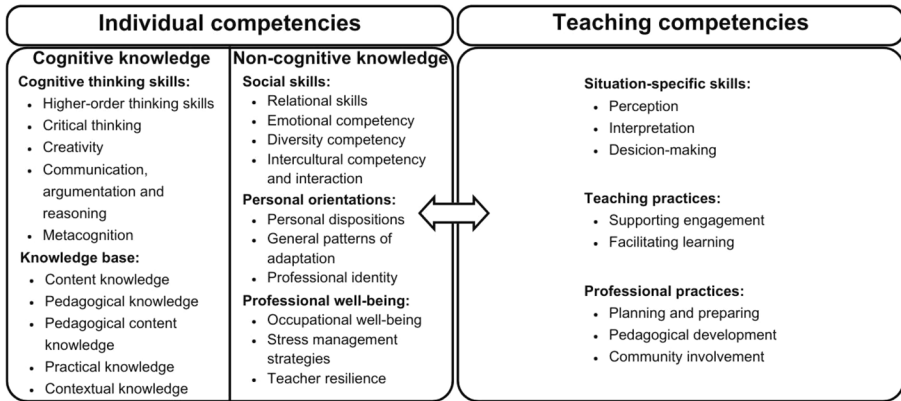 Individual competencies
Cognitive knowledge
Cognitive thinking skills:
• Higher-order thinking skills
• Critical thinking
• Creativity
• Communication,
argumentation and
reasoning
• Metacognition
Knowledge base:
• Content knowledge
• Pedagogical knowledge
• Pedagogical content
knowledge
• Practical knowledge
• Contextual knowledge
Non-cognitive knowledge
Social skills:
• Relational skills
• Emotional competency
• Diversity competency
• Intercultural competency
and interaction
Personal orientations:
• Personal dispositions
• General patterns of
adaptation
• Professional identity
Professional well-being:
• Occupational well-being
• Stress management
strategies
• Teacher resilience
Teaching competencies
Situation-specific skills:
• Perception
• Interpretation
• Desicion-making
Teaching practices:
• Supporting engagement
• Facilitating learning
Professional practices:
• Planning and preparing
• Pedagogical development
• Community involvement